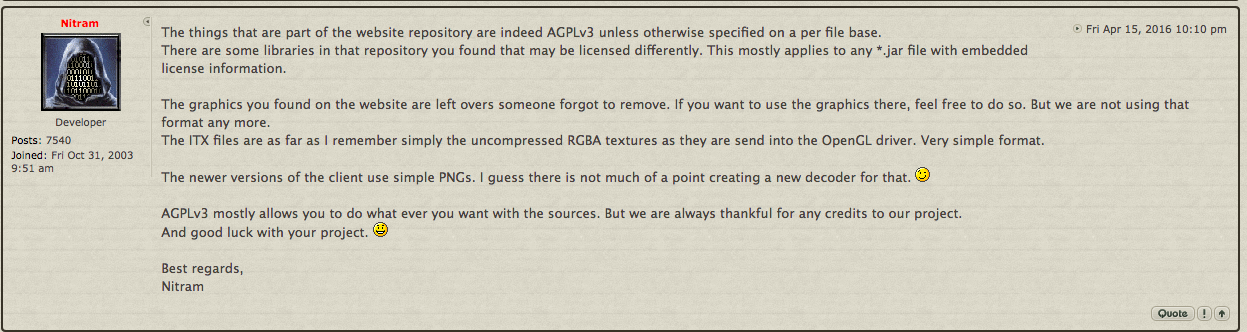 Nitram
Developer
Posts: 7540
Joined: Fri Oct 31, 2003
9:51 am
Fri Apr 15, 2016 10:10 pm
The things that are part of the website repository are indeed AGPLv3 unless otherwise specified on a per file base.
There are some libraries in that repository you found that may be licensed differently. This mostly applies to any *.jar file with embedded
license information.
The graphics you found on the website are left overs someone forgot to remove. If you want to use the graphics there, feel free to do so. But we are not using that
format any more.
The ITX files are as far as I remember simply the uncompressed RGBA textures as they are send into the OpenGL driver. Very simple format.
The newer versions of the client use simple PNGs. I guess there is not much of a point creating a new decoder for that.
AGPLv3 mostly allows you to do what ever you want with the sources. But we are always thankful for any credits to our project.
And good luck with your project.
Best regards,
Nitram
Quote
!